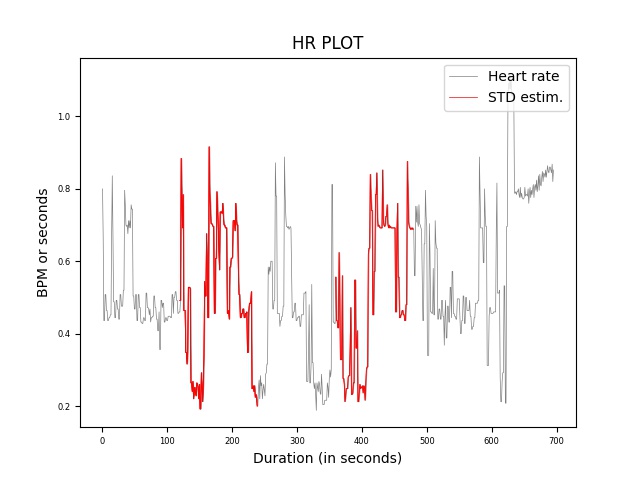 HR PLOT
Heart rate
STD estim.
BPM or seconds
1.0
0.8
0.6
0.4
0.2
0 100 200 300 400 500 600 700
Duration (in seconds)